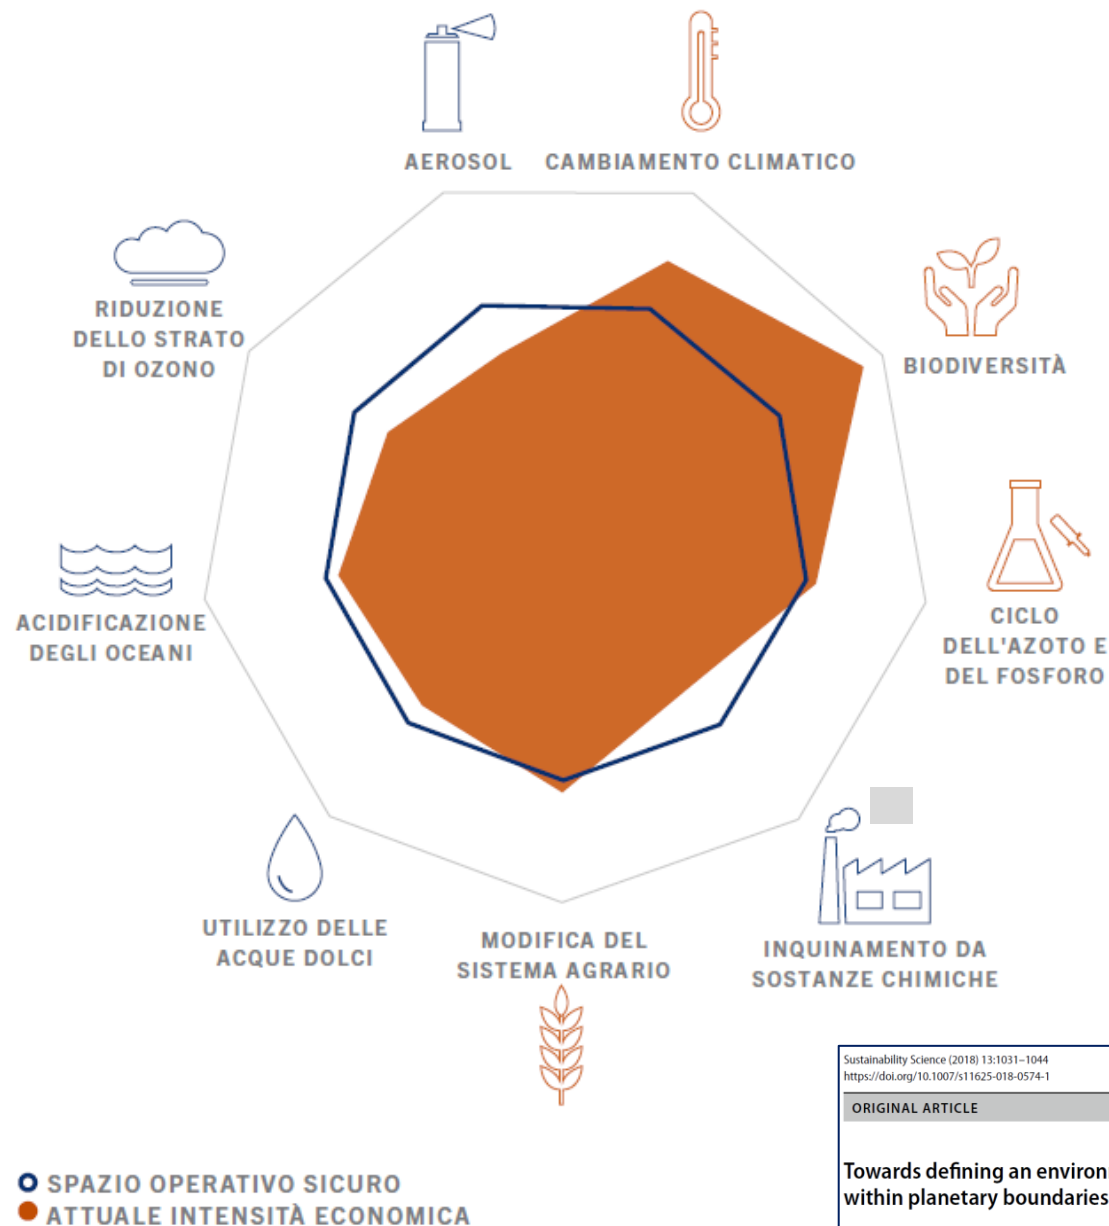 AEROSOL
CAMBIAMENTO CLIMATICO
RIDUZIONE
DELLO STRATO
DI OZONO
BIODIVERSITÀ
ACIDIFICAZIONE
DEGLI OCEANI
CICLO
DELL'AZOTO E
DEL FOSFORO
UTILIZZO DELLE
ACQUE DOLCI
MODIFICA DEL
SISTEMA AGRARIO
INQUINAMENTO DA
SOSTANZE CHIMICHE
Sustainability Science (2018) 13:1031–1044
https://doi.org/10.1007/s11625-018-0574-1
ORIGINAL ARTICLE
Towards defining an environ
within planetary boundaries
SPAZIO OPERATIVO SICURO
ATTUALE INTENSITÀ ECONOMICA